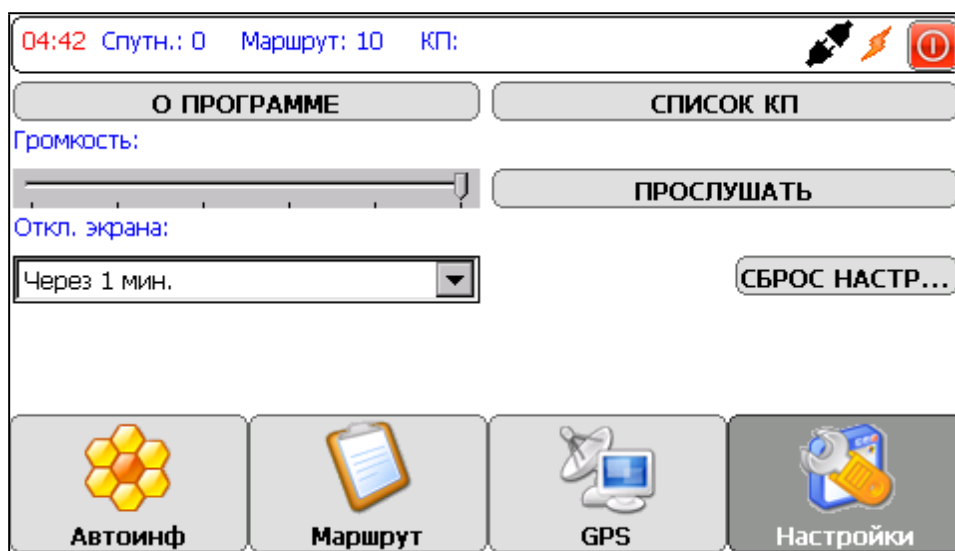 04:42 Спутн.: 0 Маршрут: 10 КП:
О ПРОГРАММЕ
СПИСОК КП
Громкость:
ПРОСЛУШАТЬ
Откл. экрана:
Через 1 мин.
СБРОС НАСТР...
Автоинф
Маршрут
GPS
Настройки